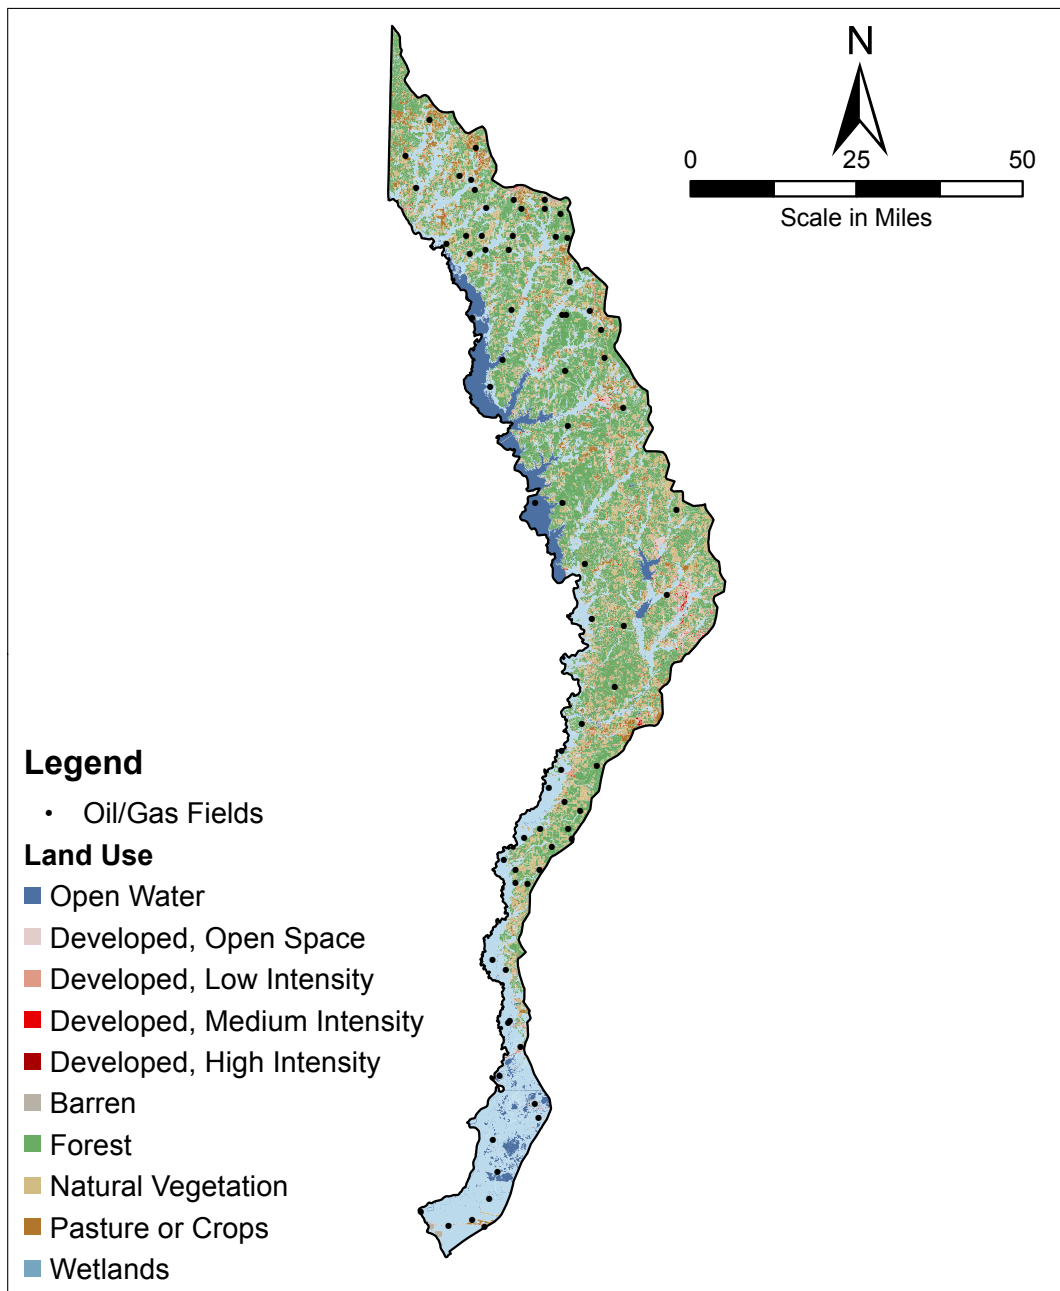 N
0 25 50
Scale in Miles
Legend
Oil/Gas Fields
Land Use
Open Water
Developed, Open Space
Developed, Low Intensity
Developed, Medium Intensity
Developed, High Intensity
Barren
Forest
Natural Vegetation
Pasture or Crops
Wetlands